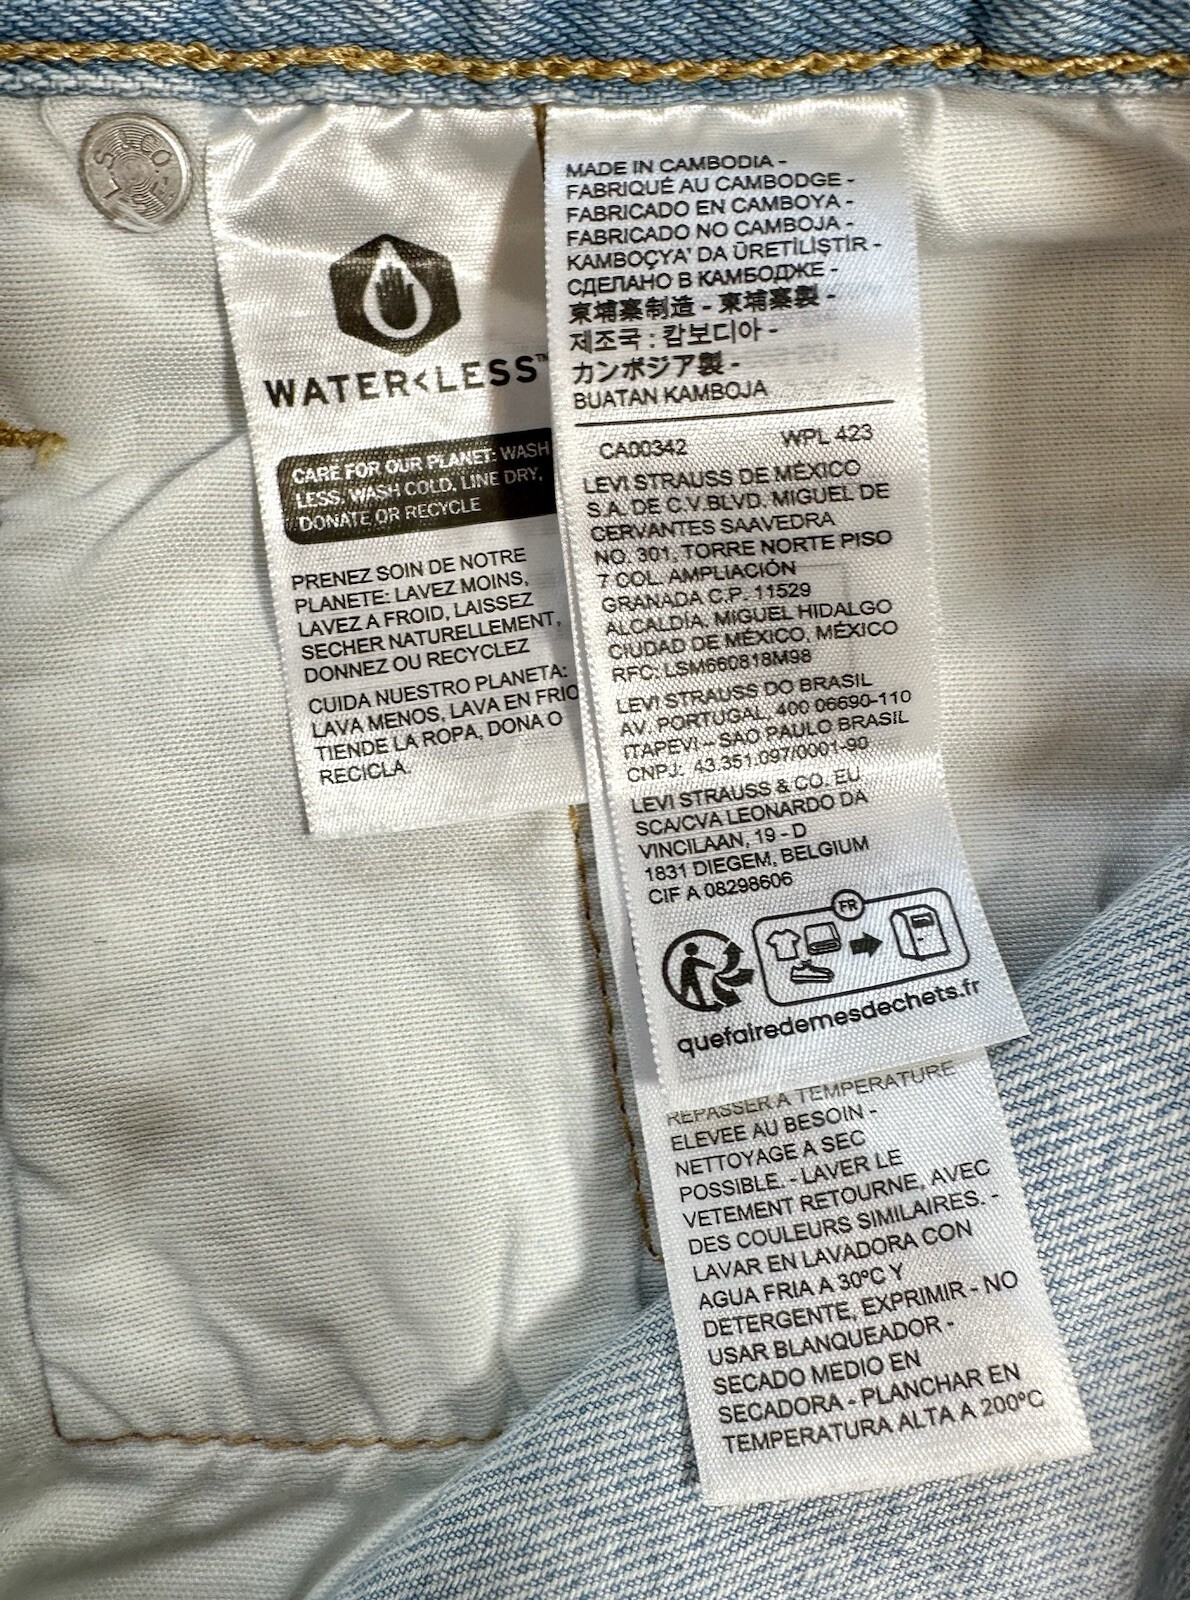 S & CO
L
WATER<LESS™
CARE FOR OUR PLANET: WASH
LESS, WASH COLD, LINE DRY,
DONATE OR RECYCLE
PRENEZ SOIN DE NOTRE
PLANETE: LAVEZ MOINS,
LAVEZ A FROID, LAISSEZ
SECHER NATURELLEMENT,
DONNEZ OU RECYCLEZ
CUIDA NUESTRO PLANETA:
LAVA MENOS, LAVA EN FRIO
TIENDE LA ROPA, DONA O
RECICLA.
MADE IN CAMBODIA -
FABRIQUÉ AU CAMBODGE -
FABRICADO EN CAMBOYA -
FABRICADO NO CAMBOJA -
KAMBOÇYA' DA ÜRETİLİŞTİR -
СДЕЛАНО В КАМБОДЖЕ -
柬埔寨制造 - 柬埔寨製 -
제조국 : 캄보디아 -
カンボジア製 -
BUATAN KAMBOJA
CA00342 WPL 423
LEVI STRAUSS DE MÉXICO
S.A. DE C.V.BLVD. MIGUEL DE
CERVANTES SAAVEDRA
NO. 301, TORRE NORTE PISO
7 COL. AMPLIACIÓN
GRANADA C.P. 11529
ALCALDÍA, MIGUEL HIDALGO
CIUDAD DE MÉXICO, MÉXICO
RFC: LSM660818M98
LEVI STRAUSS DO BRASIL
AV. PORTUGAL, 400 06690-110
ITAPEVI – SAO PAULO BRASIL
CNPJ: 43.351.097/0001-90
LEVI STRAUSS & CO. EU
SCA/CVA LEONARDO DA
VINCILAAN, 19 - D
1831 DIEGEM, BELGIUM
CIF A 08298606
FR
quefairedemesdechets.fr
REPASSER A TEMPERATURE
ELEVEE AU BESOIN -
NETTOYAGE A SEC
POSSIBLE. - LAVER LE
VETEMENT RETOURNE, AVEC
DES COULEURS SIMILAIRES. -
LAVAR EN LAVADORA CON
AGUA FRIA A 30ºC Y
DETERGENTE, EXPRIMIR - NO
USAR BLANQUEADOR -
SECADO MEDIO EN
SECADORA - PLANCHAR EN
TEMPERATURA ALTA A 200ºC